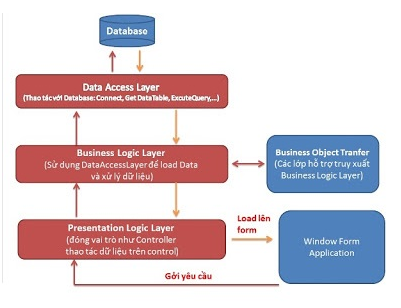 Database
Data Access Layer
(Thao tác với Database: Connect, Get DataTable, ExcuteQuery,...)
Business Logic Layer
(Sử dụng DataAccessLayer để load Data
và xử lý dữ liệu)
Business Object Tranfer
(Các lớp hỗ trợ truy xuất
Business Logic Layer)
Presentation Logic Layer
(đóng vai trò như Controller
thao tác dữ liệu trên control)
Load lên
form
Window Form
Application
Gởi yêu cầu